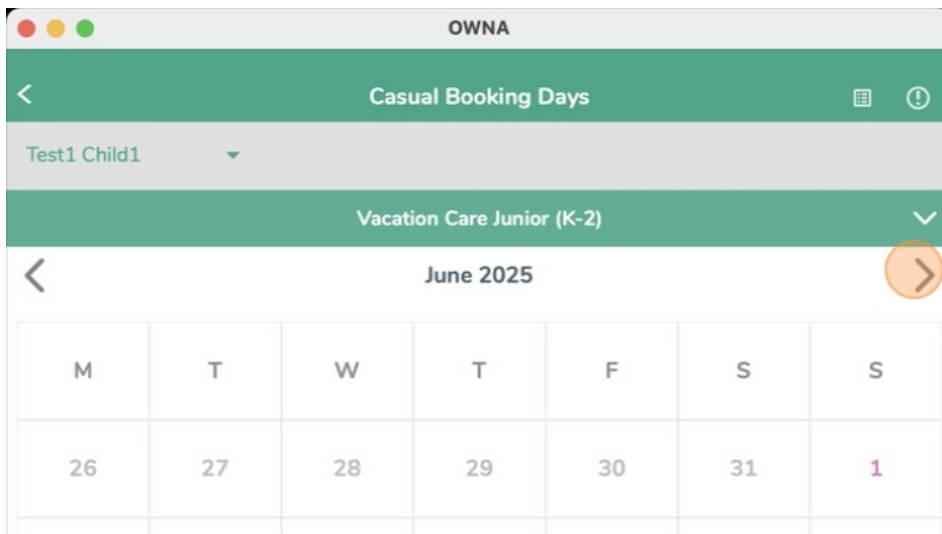 OWNA
Casual Booking Days
Test1 Child1
Vacation Care Junior (K-2)
June 2025
M T W T F S S
26 27 28 29 30 31 1